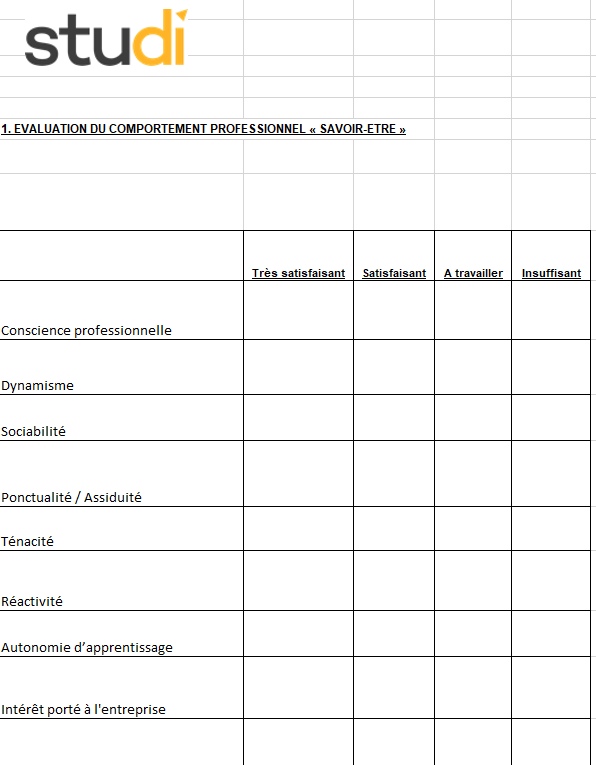 studi
1. EVALUATION DU COMPORTEMENT PROFESSIONNEL « SAVOIR-ETRE »
Très satisfaisant Satisfaisant A travailler Insuffisant
Conscience professionnelle
Dynamisme
Sociabilité
Ponctualité / Assiduité
Ténacité
Réactivité
Autonomie d’apprentissage
Intérêt porté à l'entreprise